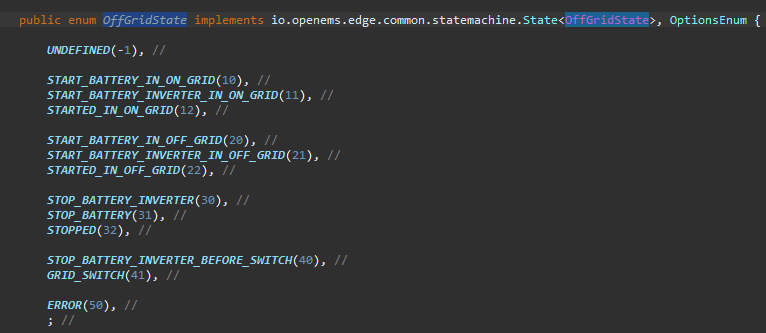 public enum OffGridState implements io.openems.edge.common.statemachine.State<OffGridState>, OptionsEnum {
UNDEFINED(-1), //
START_BATTERY_IN_ON_GRID(10), //
START_BATTERY_INVERTER_IN_ON_GRID(11), //
STARTED_IN_ON_GRID(12), //
START_BATTERY_IN_OFF_GRID(20), //
START_BATTERY_INVERTER_IN_OFF_GRID(21), //
STARTED_IN_OFF_GRID(22), //
STOP_BATTERY_INVERTER(30), //
STOP_BATTERY(31), //
STOPPED(32), //
STOP_BATTERY_INVERTER_BEFORE_SWITCH(40), //
GRID_SWITCH(41), //
ERROR(50), //
; //